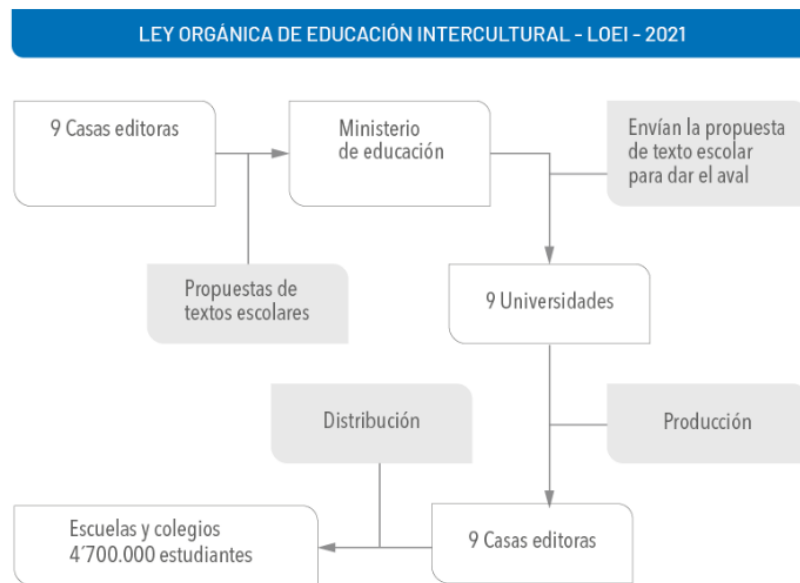 LEY ORGÁNICA DE EDUCACIÓN INTERCULTURAL - LOEI - 2021
9 Casas editoras
Ministerio
de educación
Envían la propuesta
de texto escolar
para dar el aval
Propuestas de
textos escolares
9 Universidades
Distribución
Producción
Escuelas y colegios
4´700.000 estudiantes
9 Casas editoras